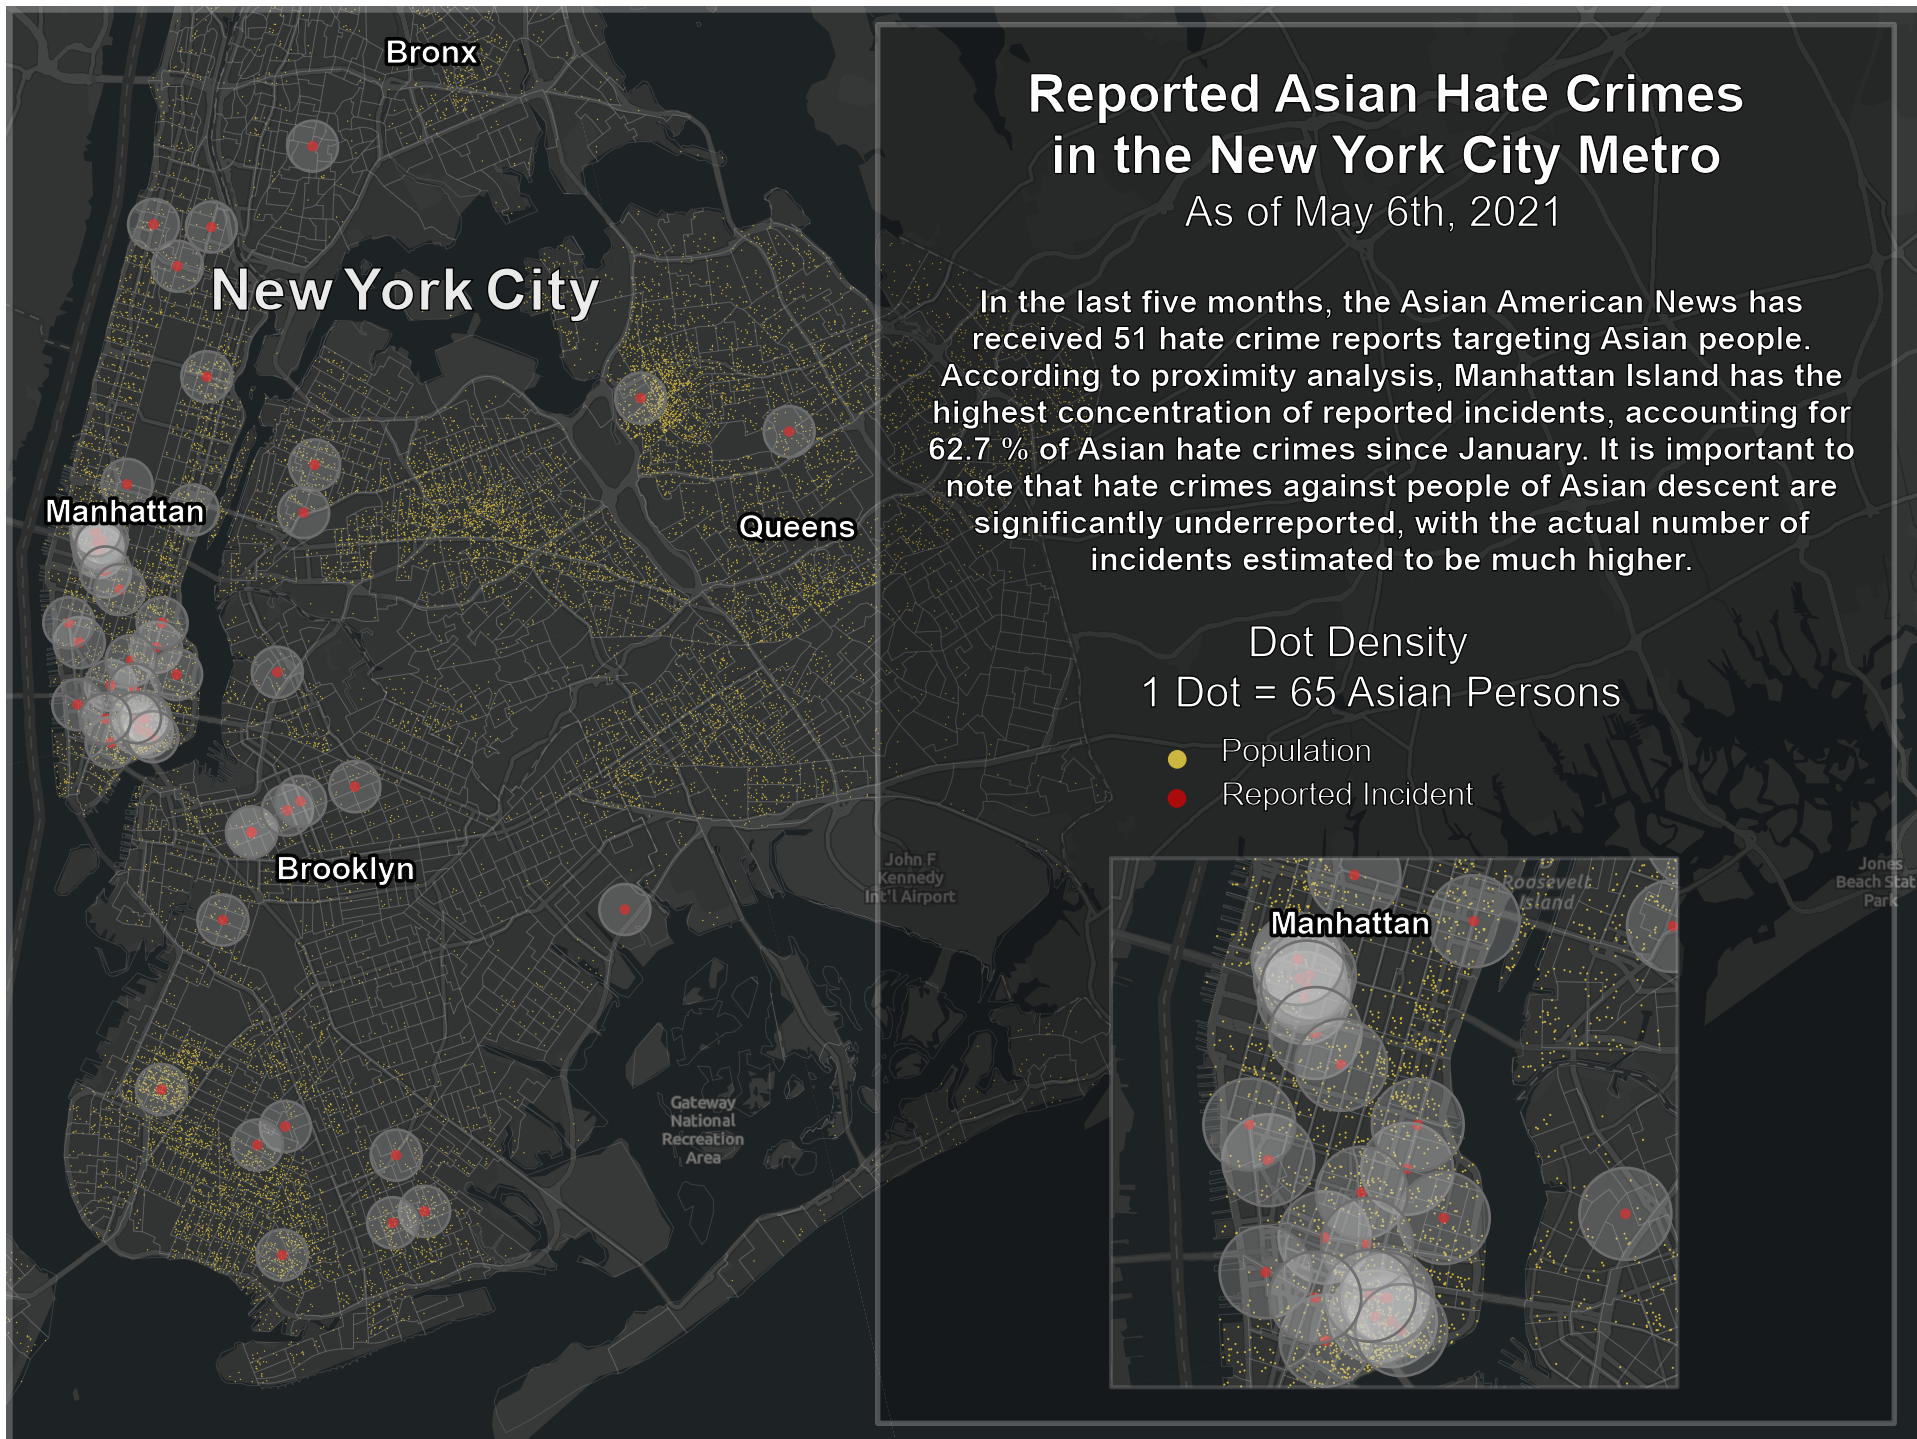 Bronx
New York City
Manhattan
Queens
Brooklyn
John F
Kennedy
Int'l Airport
Gateway
National
Recreation
Area
Reported Asian Hate Crimes
in the New York City Metro
As of May 6th, 2021
In the last five months, the Asian American News has
received 51 hate crime reports targeting Asian people.
According to proximity analysis, Manhattan Island has the
highest concentration of reported incidents, accounting for
62.7 % of Asian hate crimes since January. It is important to
note that hate crimes against people of Asian descent are
significantly underreported, with the actual number of
incidents estimated to be much higher.
Dot Density
1 Dot = 65 Asian Persons
Population
Reported Incident
Roosevelt
Island
Manhattan
Jones
Beach Stat
Park